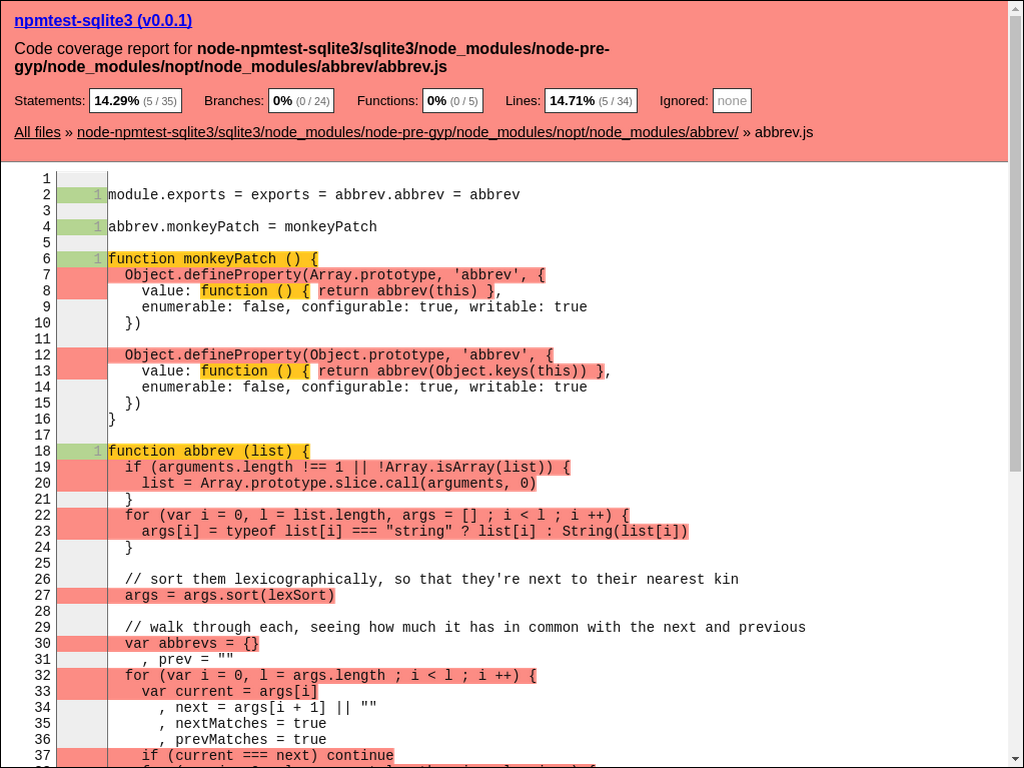 npmtest-sqlite3 (v0.0.1)
Code coverage report for node-npmtest-sqlite3/sqlite3/node_modules/node-pre-
gyp/node_modules/nopt/node_modules/abbrev/abbrev.js
Statements: 14.29% (5 / 35) Branches: 0% (0 / 24) Functions: 0% (0 / 5) Lines: 14.71% (5 / 34) Ignored: none
All files » node-npmtest-sqlite3/sqlite3/node_modules/node-pre-gyp/node_modules/nopt/node_modules/abbrev/ » abbrev.js
1
2 1 module.exports = exports = abbrev.abbrev = abbrev
3
4 1 abbrev.monkeyPatch = monkeyPatch
5
6 1 function monkeyPatch () {
7   Object.defineProperty(Array.prototype, 'abbrev', {
8     value: function () { return abbrev(this) },
9     enumerable: false, configurable: true, writable: true
10   })
11
12   Object.defineProperty(Object.prototype, 'abbrev', {
13     value: function () { return abbrev(Object.keys(this)) },
14     enumerable: false, configurable: true, writable: true
15   })
16 }
17
18 1 function abbrev (list) {
19   if (arguments.length !== 1 || !Array.isArray(list)) {
20     list = Array.prototype.slice.call(arguments, 0)
21   }
22   for (var i = 0, l = list.length, args = [] ; i < l ; i ++) {
23     args[i] = typeof list[i] === "string" ? list[i] : String(list[i])
24   }
25
26   // sort them lexicographically, so that they're next to their nearest kin
27   args = args.sort(lexSort)
28
29   // walk through each, seeing how much it has in common with the next and previous
30   var abbrevs = {}
31     , prev = ""
32   for (var i = 0, l = args.length ; i < l ; i ++) {
33     var current = args[i]
34       , next = args[i + 1] || ""
35       , nextMatches = true
36       , prevMatches = true
37     if (current === next) continue